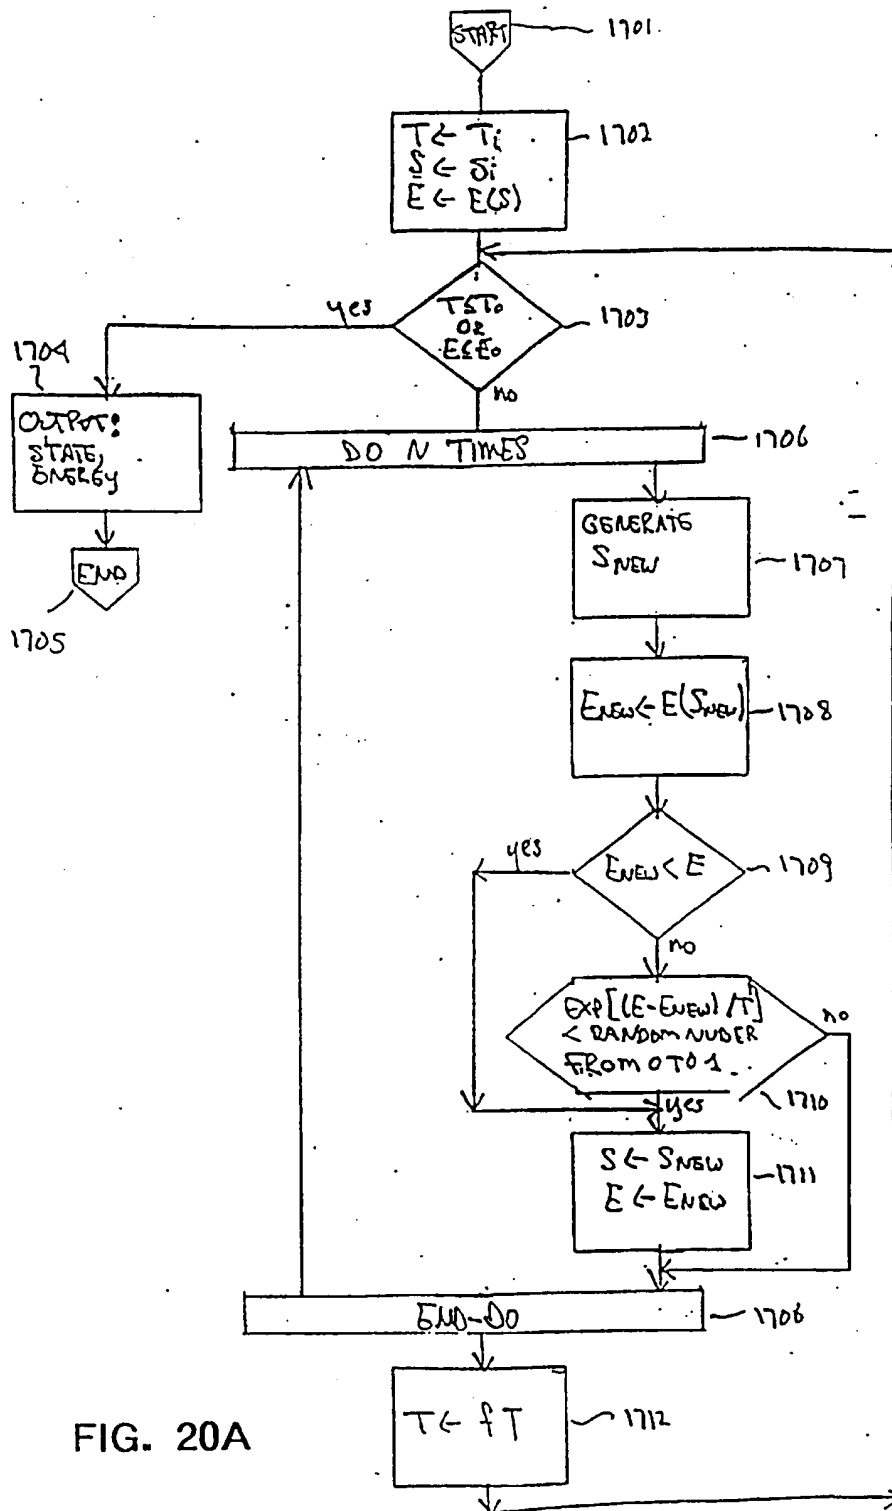 START
1701
T ← Ti
S ← Si
E ← E(S)
1702
T≤T0
OR
E≤E0
1703
yes
no
1704
OUTPUT:
STATE,
ENERGY
END
1705
DO N TIMES
1706
GENERATE
SNEW
1707
ENEW ← E(SNEW)
1708
ENEW < E
1709
yes
no
EXP[(E-ENEW)/T]
< RANDOM NUBER
FROM 0 TO 1
no
1710
yes
S ← SNEW
E ← ENEW
1711
END-DO
1706
T ← fT
1712
FIG. 20A